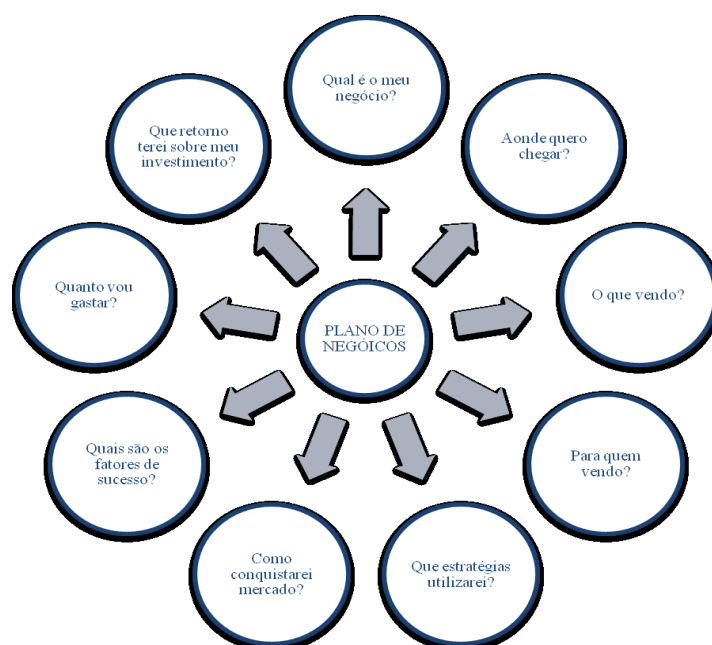 Qual é o meu
negócio?
Aonde quero
chegar?
O que vendo?
Para quem
vendo?
Que estratégias
utilizarei?
Como
conquistarei
mercado?
Quais são os
fatores de
sucesso?
Quanto vou
gastar?
Que retorno
terei sobre meu
investimento?
PLANO DE
NEGÓICOS